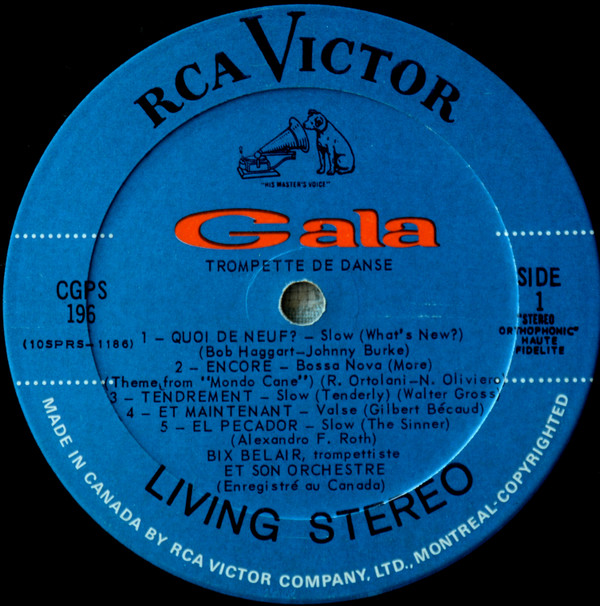 RCA VICTOR
"HIS MASTER'S VOICE"
Gala
TROMPETTE DE DANSE
CGPS
196
(10SPRS-1186)
SIDE
1
"STEREO
ORTHOPHONIC"
HAUTE
FIDELITE
1 – QUOI DE NEUF? – Slow (What's New?)
(Bob Haggart–Johnny Burke)
2 – ENCORE – Bossa Nova (More)
(Theme from ""Mondo Cane") (R. Ortolani–N. Oliviero)
3 – TENDREMENT – Slow (Tenderly) (Walter Gross)
4 – ET MAINTENANT – Valse (Gilbert Bécaud)
5 – EL PECADOR – Slow (The Sinner)
(Alexandro F. Roth)
BIX BELAIR, trompettiste
ET SON ORCHESTRE
(Enregistré au Canada)
LIVING STEREO
MADE IN CANADA BY RCA VICTOR COMPANY, LTD., MONTREAL-COPYRIGHTED